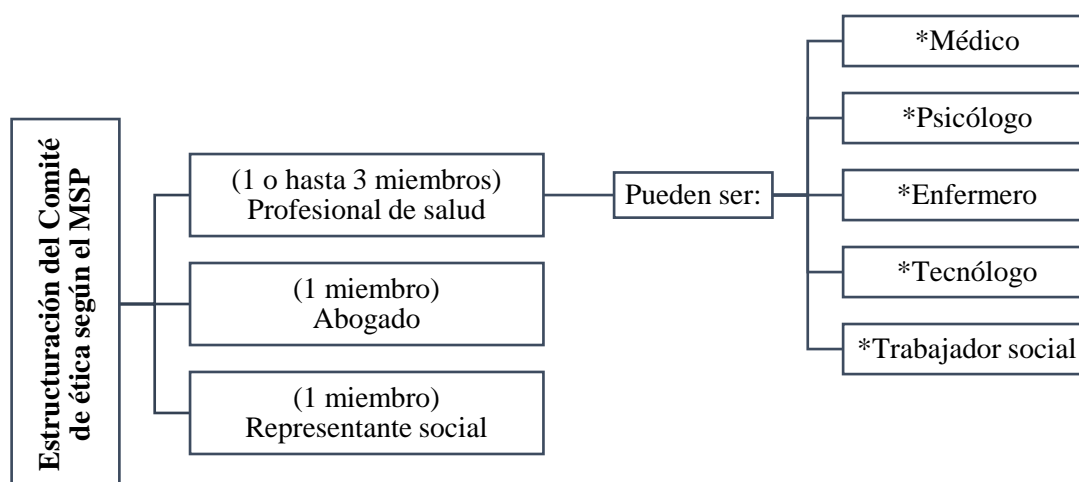 Estructuración del Comité
de ética según el MSP
(1 o hasta 3 miembros)
Profesional de salud
(1 miembro)
Abogado
(1 miembro)
Representante social
Pueden ser:
*Médico
*Psicólogo
*Enfermero
*Tecnólogo
*Trabajador social